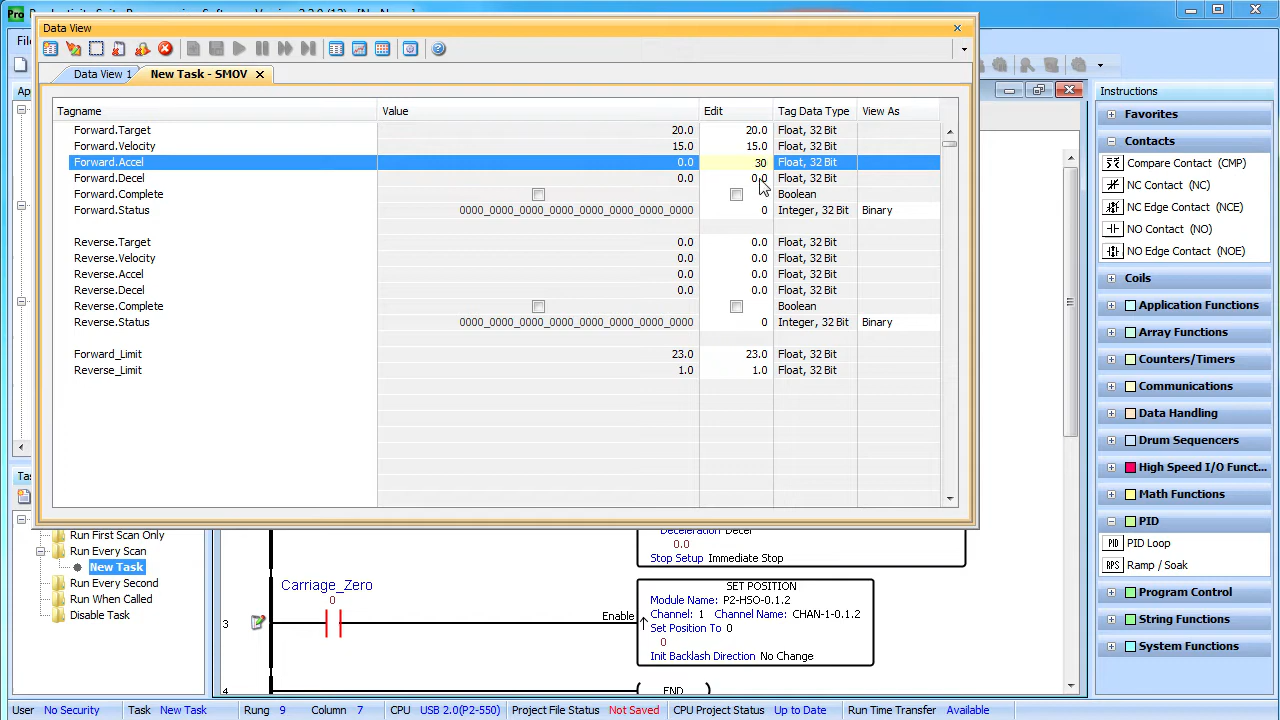 Data View
Data View 1
New Task - SMOV
Tagname Value Edit Tag Data Type View As
Forward.Target 20.0 20.0 Float, 32 Bit
Forward.Velocity 15.0 15.0 Float, 32 Bit
Forward.Accel 0.0 30 Float, 32 Bit
Forward.Decel 0.0 0.0 Float, 32 Bit
Forward.Complete Boolean
Forward.Status 0000_0000_0000_0000_0000_0000_0000_0000 0 Integer, 32 Bit Binary
Reverse.Target 0.0 0.0 Float, 32 Bit
Reverse.Velocity 0.0 0.0 Float, 32 Bit
Reverse.Accel 0.0 0.0 Float, 32 Bit
Reverse.Decel 0.0 0.0 Float, 32 Bit
Reverse.Complete Boolean
Reverse.Status 0000_0000_0000_0000_0000_0000_0000_0000 0 Integer, 32 Bit Binary
Forward_Limit 23.0 23.0 Float, 32 Bit
Reverse_Limit 1.0 1.0 Float, 32 Bit
Run First Scan Only
Run Every Scan
New Task
Run Every Second
Run When Called
Disable Task
0.0
Stop Setup Immediate Stop
Carriage_Zero
0
3
Enable
SET POSITION
Module Name: P2-HSO-0.1.2
Channel: 1 Channel Name: CHAN-1-0.1.2
Set Position To 0
0
Init Backlash Direction No Change
4
END
Instructions
Favorites
Contacts
Compare Contact (CMP)
NC Contact (NC)
NC Edge Contact (NCE)
NO Contact (NO)
NO Edge Contact (NOE)
Coils
Application Functions
Array Functions
Counters/Timers
Communications
Data Handling
Drum Sequencers
High Speed I/O Funct...
Math Functions
PID
PID Loop
Ramp / Soak
Program Control
String Functions
System Functions
User No Security Task New Task Rung 9 Column 7 CPU USB 2.0(P2-550) Project File Status Not Saved CPU Project Status Up to Date Run Time Transfer Available